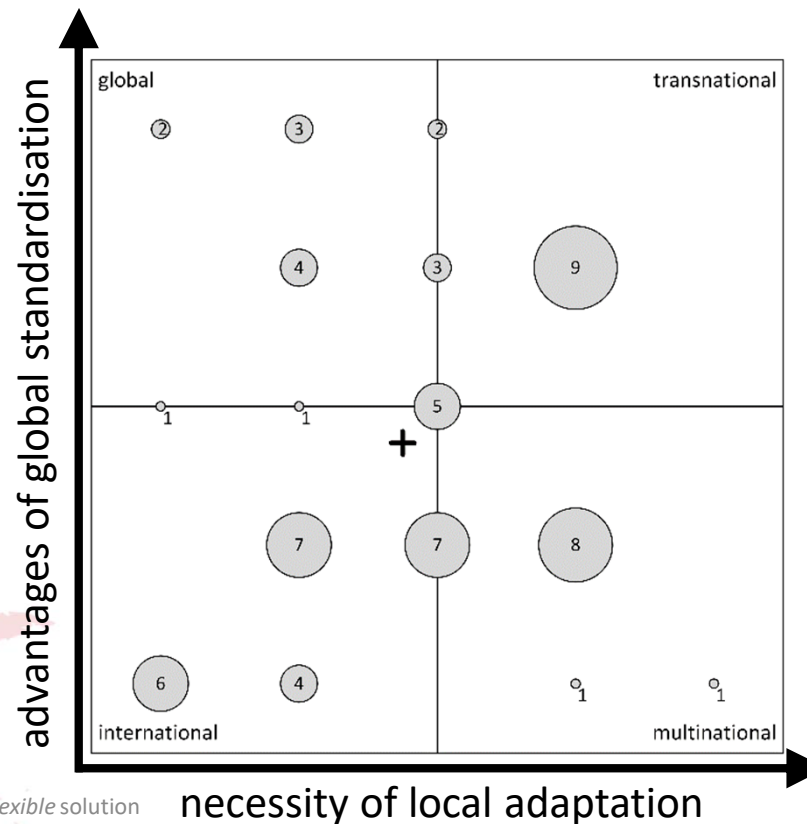 global
transnational
2
3
2
4
3
9
1
1
5
7
7
8
6
4
1
1
international
multinational
advantages of global standardisation
necessity of local adaptation
solution